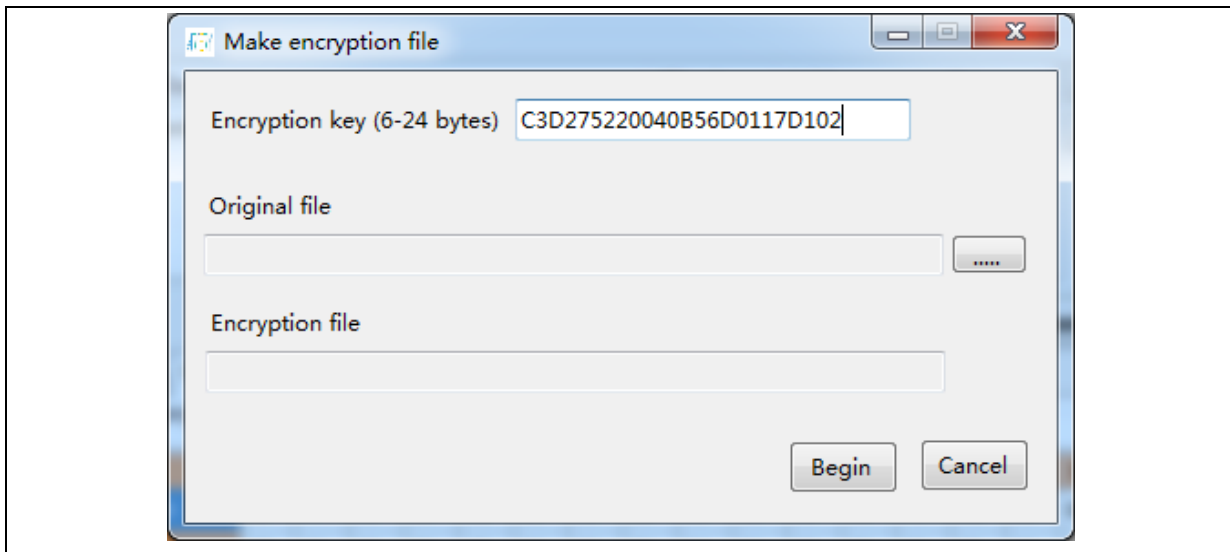 Make encryption file
Encryption key (6-24 bytes) C3D275220040B56D0117D102
Original file
.....
Encryption file
Begin Cancel